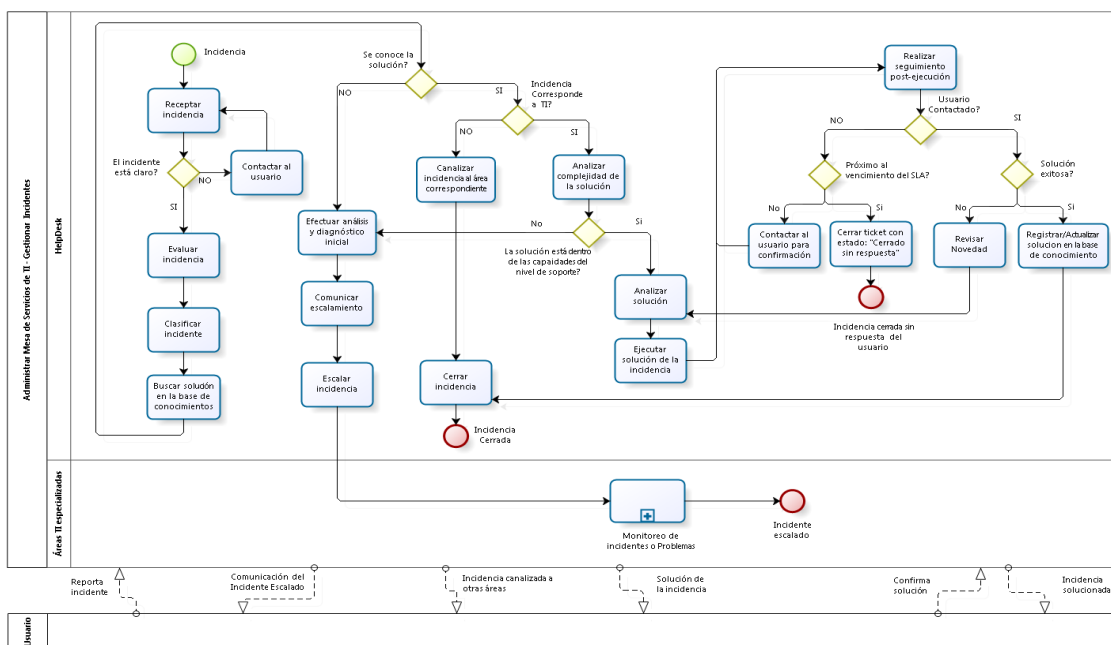 Administrar Mesa de Servicios de TI - Gestionar Incidentes
HelpDesk
Incidencia
Receptar
incidencia
El incidente
está claro?
NO
Contactar al
usuario
SI
Evaluar
incidencia
Clasificar
incidente
Buscar solución
en la base de
conocimientos
Se conoce la
solución?
NO
SI
Incidencia
Corresponde
a TI?
NO
SI
Canalizar
incidencia al área
correspondiente
Analizar
complejidad de
la solución
Efectuar análisis
y diagnóstico
inicial
No
Si
La solución está dentro
de las capaidades del
nivel de soporte?
Comunicar
escalamiento
Escalar
incidencia
Analizar
solución
Ejecutar
solución de la
incidencia
Cerrar
incidencia
Incidencia
Cerrada
Realizar
seguimiento
post-ejecución
Usuario
Contactado?
NO
SI
Próximo al
vencimiento del SLA?
Solución
exitosa?
No
Si
No
Si
Contactar al
usuario para
confirmación
Cerrar ticket con
estado: "Cerrado
sin respuesta"
Revisar
Novedad
Registrar/Actualizar
solucion en la base
de conocimiento
Incidencia cerrada sin
respuesta del
usuario
Áreas TI especializadas
Monitoreo de
incidentes o Problemas
Incidente
escalado
Reporta
incidente
Comunicación del
Incidente Escalado
Incidencia canalizada a
otras áreas
Solución de
la incidencia
Confirma
solución
Incidencia
solucionada
Usuario